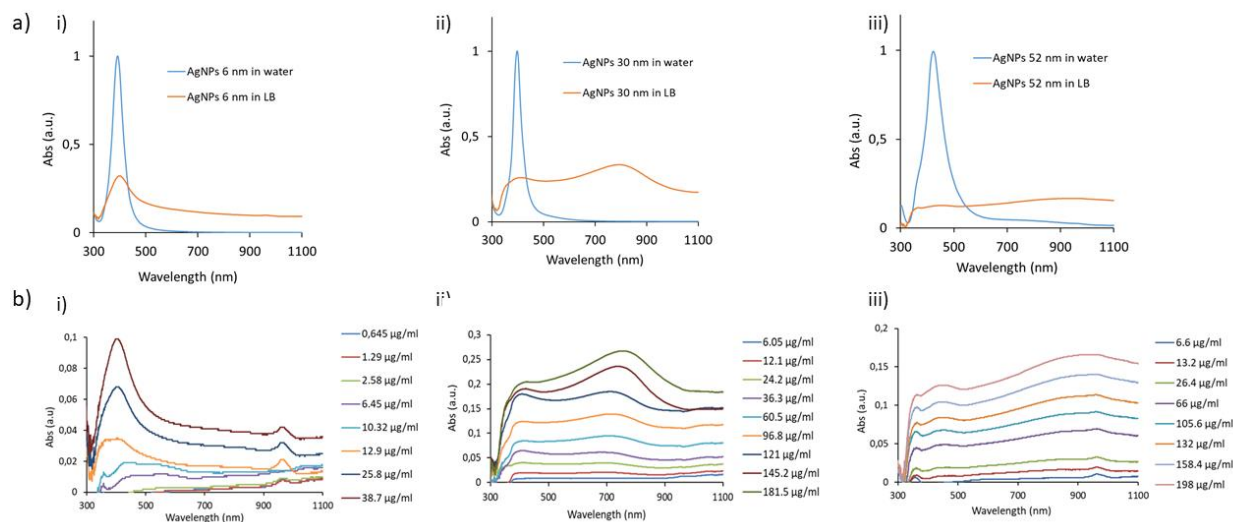 a)
i)
1
0,5
0
Abs (a.u.)
300 500 700 900 1100
Wavelength (nm)
AgNPs 6 nm in water
AgNPs 6 nm in LB
ii)
1
0,5
0
Abs (a.u.)
300 500 700 900 1100
Wavelength (nm)
AgNPs 30 nm in water
AgNPs 30 nm in LB
iii)
1
0,5
0
Abs (a.u.)
300 500 700 900 1100
Wavelength (nm)
AgNPs 52 nm in water
AgNPs 52 nm in LB
b)
i)
0,1
0,08
0,06
0,04
0,02
0
Abs (a.u.)
300 500 700 900 1100
Wavelength (nm)
0,645 µg/ml
1.29 µg/ml
2.58 µg/ml
6.45 µg/ml
10.32 µg/ml
12.9 µg/ml
25.8 µg/ml
38.7 µg/ml
ii)
0,3
0,25
0,2
0,15
0,1
0,05
0
Abs (a.u.)
300 500 700 900 1100
Wavelength (nm)
6.05 µg/ml
12.1 µg/ml
24.2 µg/ml
36.3 µg/ml
60.5 µg/ml
96.8 µg/ml
121 µg/ml
145.2 µg/ml
181.5 µg/ml
iii)
0,2
0,15
0,1
0,05
0
Abs (a.u.)
300 500 700 900 1100
Wavelength (nm)
6.6 µg/ml
13.2 µg/ml
26.4 µg/ml
66 µg/ml
105.6 µg/ml
132 µg/ml
158.4 µg/ml
198 µg/ml